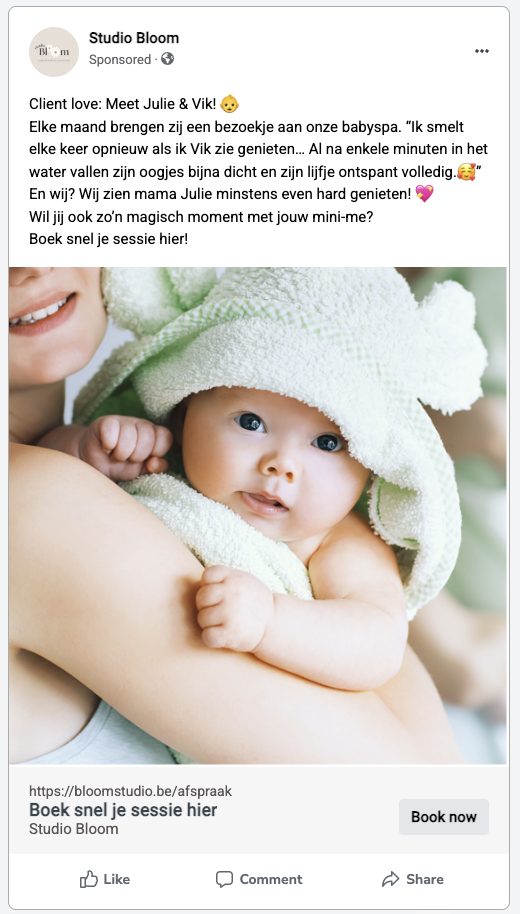 Studio Bloom
Sponsored ·
Client love: Meet Julie & Vik! 👶
Elke maand brengen zij een bezoekje aan onze babyspa. “Ik smelt
elke keer opnieuw als ik Vik zie genieten… Al na enkele minuten in het
water vallen zijn oogjes bijna dicht en zijn lijfje ontspant volledig.🥰”
En wij? Wij zien mama Julie minstens even hard genieten! 💖
Wil jij ook zo’n magisch moment met jouw mini-me?
Boek snel je sessie hier!
https://bloomstudio.be/afspraak
Boek snel je sessie hier
Studio Bloom
Book now
Like
Comment
Share